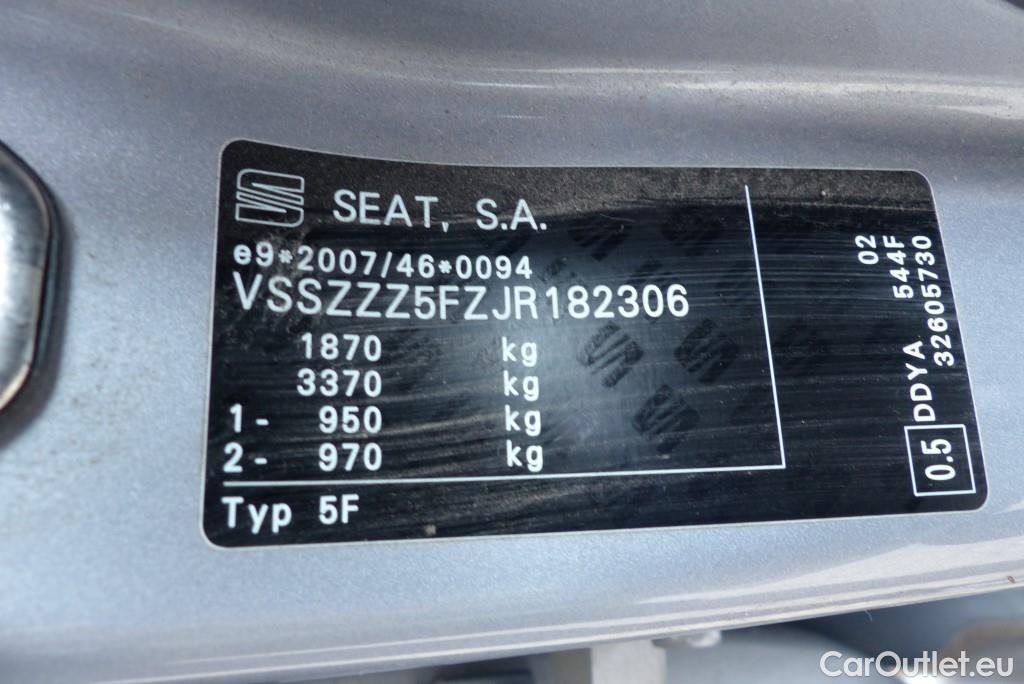 SEAT, S.A.
e9*2007/46*0094
VSSZZZ5FZJR182306
1870 kg
3370 kg
1- 950 kg
2- 970 kg
Typ 5F
02
544F
32605730
0.5 DDYA
CarOutlet.eu